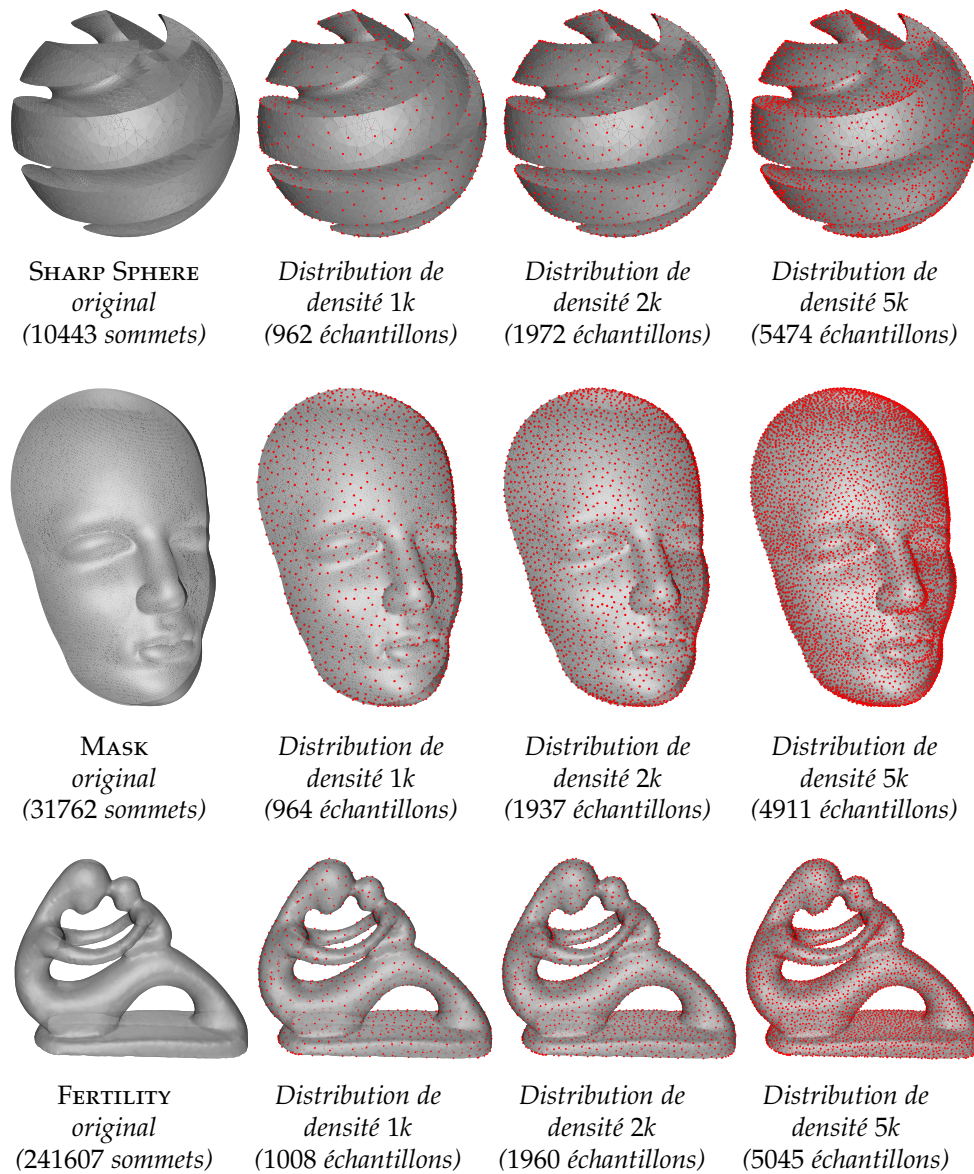 SHARP SPHERE
original
(10443 sommets)
Distribution de
densité 1k
(962 échantillons)
Distribution de
densité 2k
(1972 échantillons)
Distribution de
densité 5k
(5474 échantillons)
MASK
original
(31762 sommets)
Distribution de
densité 1k
(964 échantillons)
Distribution de
densité 2k
(1937 échantillons)
Distribution de
densité 5k
(4911 échantillons)
FERTILITY
original
(241607 sommets)
Distribution de
densité 1k
(1008 échantillons)
Distribution de
densité 2k
(1960 échantillons)
Distribution de
densité 5k
(5045 échantillons)